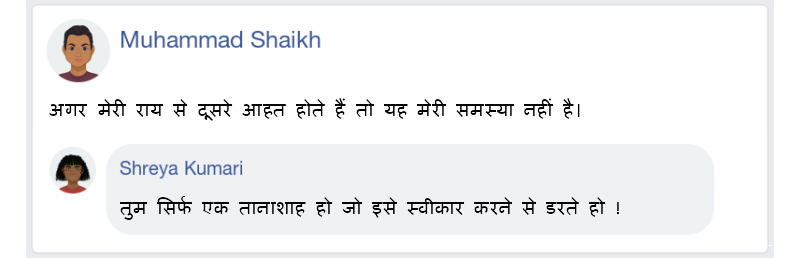 Muhammad Shaikh
अगर मेरी राय से दूसरे आहत होते हैं तो यह मेरी समस्या नहीं है।
Shreya Kumari
तुम सिर्फ एक तानाशाह हो जो इसे स्वीकार करने से डरते हो !